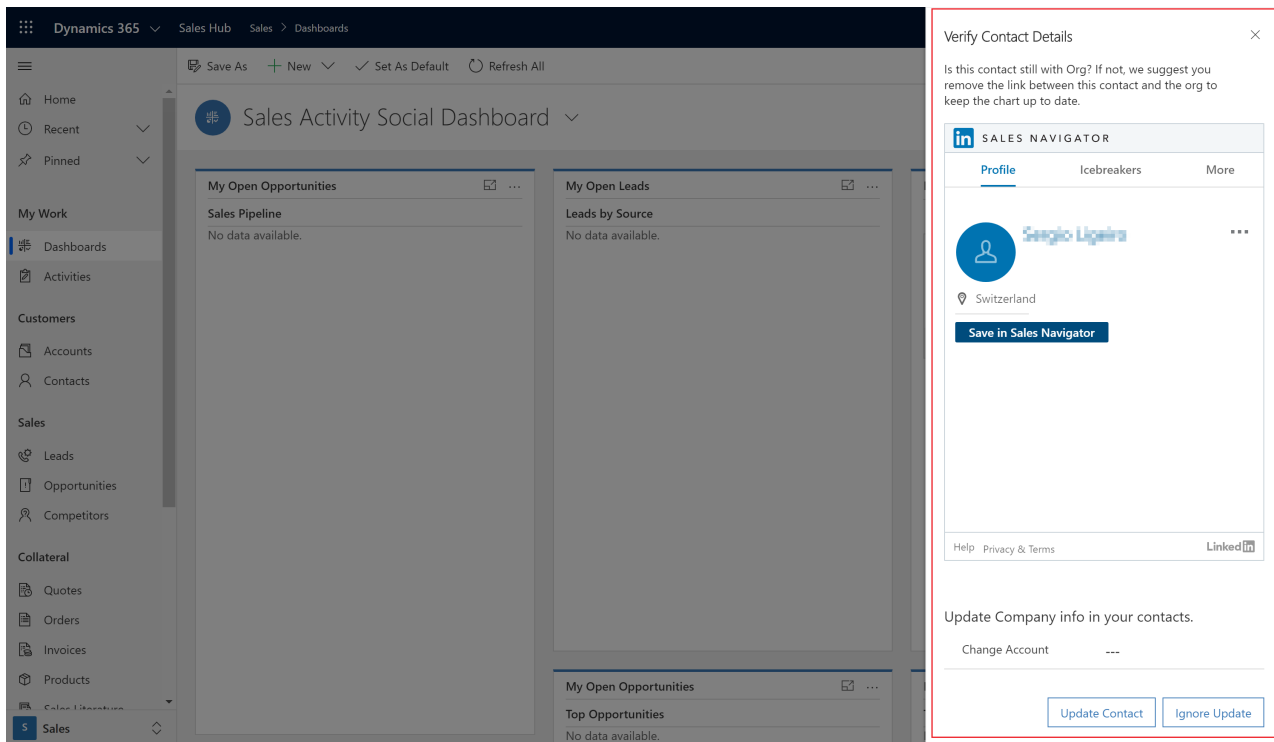 Dynamics 365
Sales Hub Sales > Dashboards
Save As New Set As Default Refresh All
Home
Recent
Pinned
My Work
Dashboards
Activities
Customers
Accounts
Contacts
Sales
Leads
Opportunities
Competitors
Collateral
Quotes
Orders
Invoices
Products
Sales Literature
S Sales
Sales Activity Social Dashboard
My Open Opportunities
Sales Pipeline
No data available.
My Open Leads
Leads by Source
No data available.
My Open Opportunities
Top Opportunities
No data available.
Verify Contact Details
Is this contact still with Org? If not, we suggest you
remove the link between this contact and the org to
keep the chart up to date.
in SALES NAVIGATOR
Profile Icebreakers More
Switzerland
Save in Sales Navigator
Help Privacy & Terms LinkedIn
Update Company info in your contacts.
Change Account ---
Update Contact Ignore Update